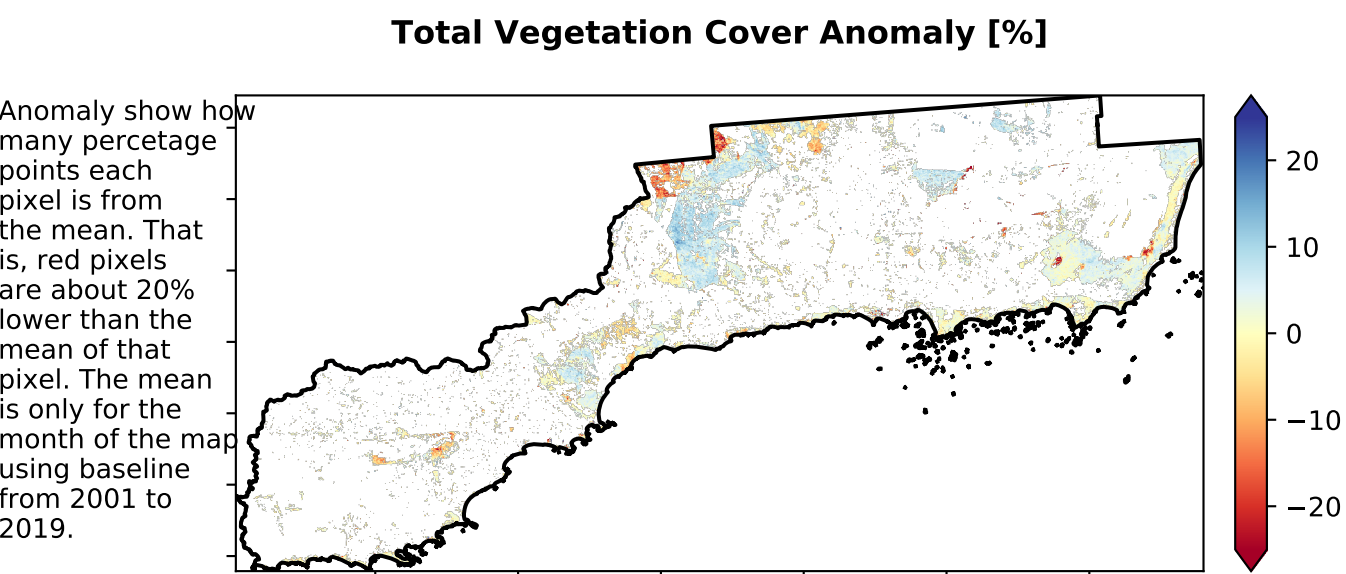 Total Vegetation Cover Anomaly [%]
Anomaly show how
many percetage
points each
pixel is from
the mean. That
is, red pixels
are about 20%
lower than the
mean of that
pixel. The mean
is only for the
month of the map
using baseline
from 2001 to
2019.
20
10
0
−10
−20